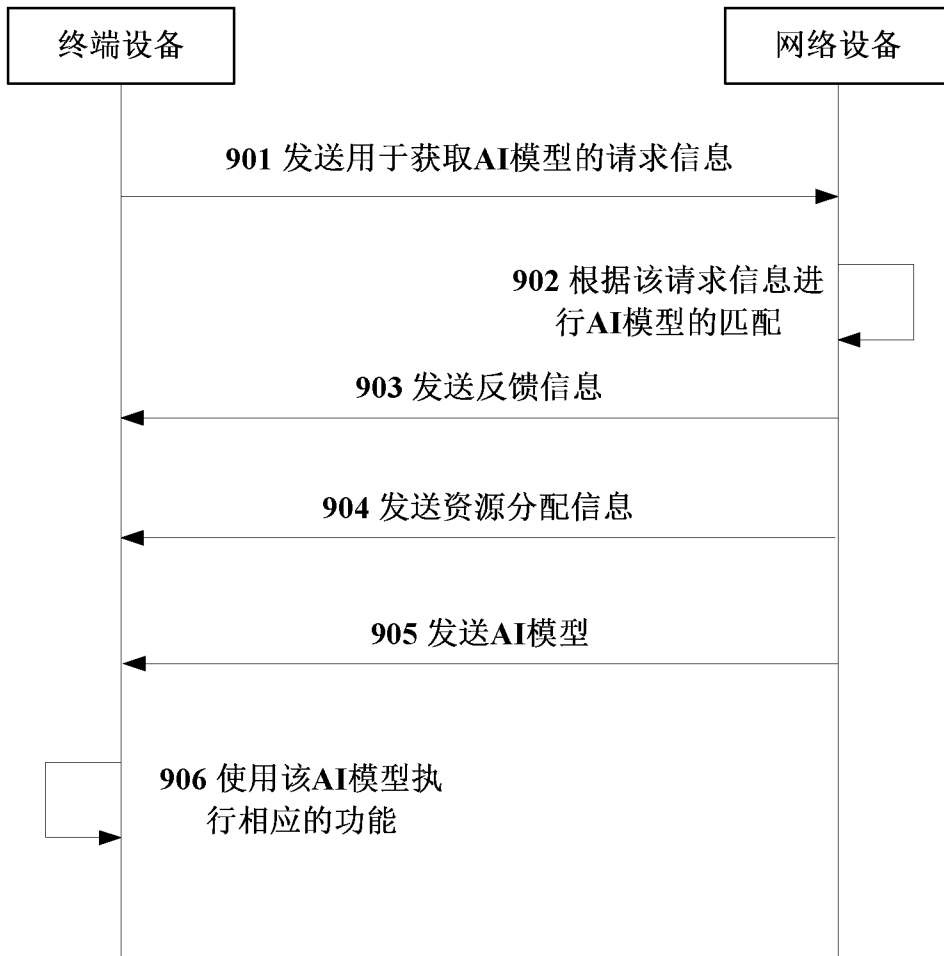 终端设备
网络设备
901 发送用于获取AI模型的请求信息
902 根据该请求信息进
行AI模型的匹配
903 发送反馈信息
904 发送资源分配信息
905 发送AI模型
906 使用该AI模型执
行相应的功能